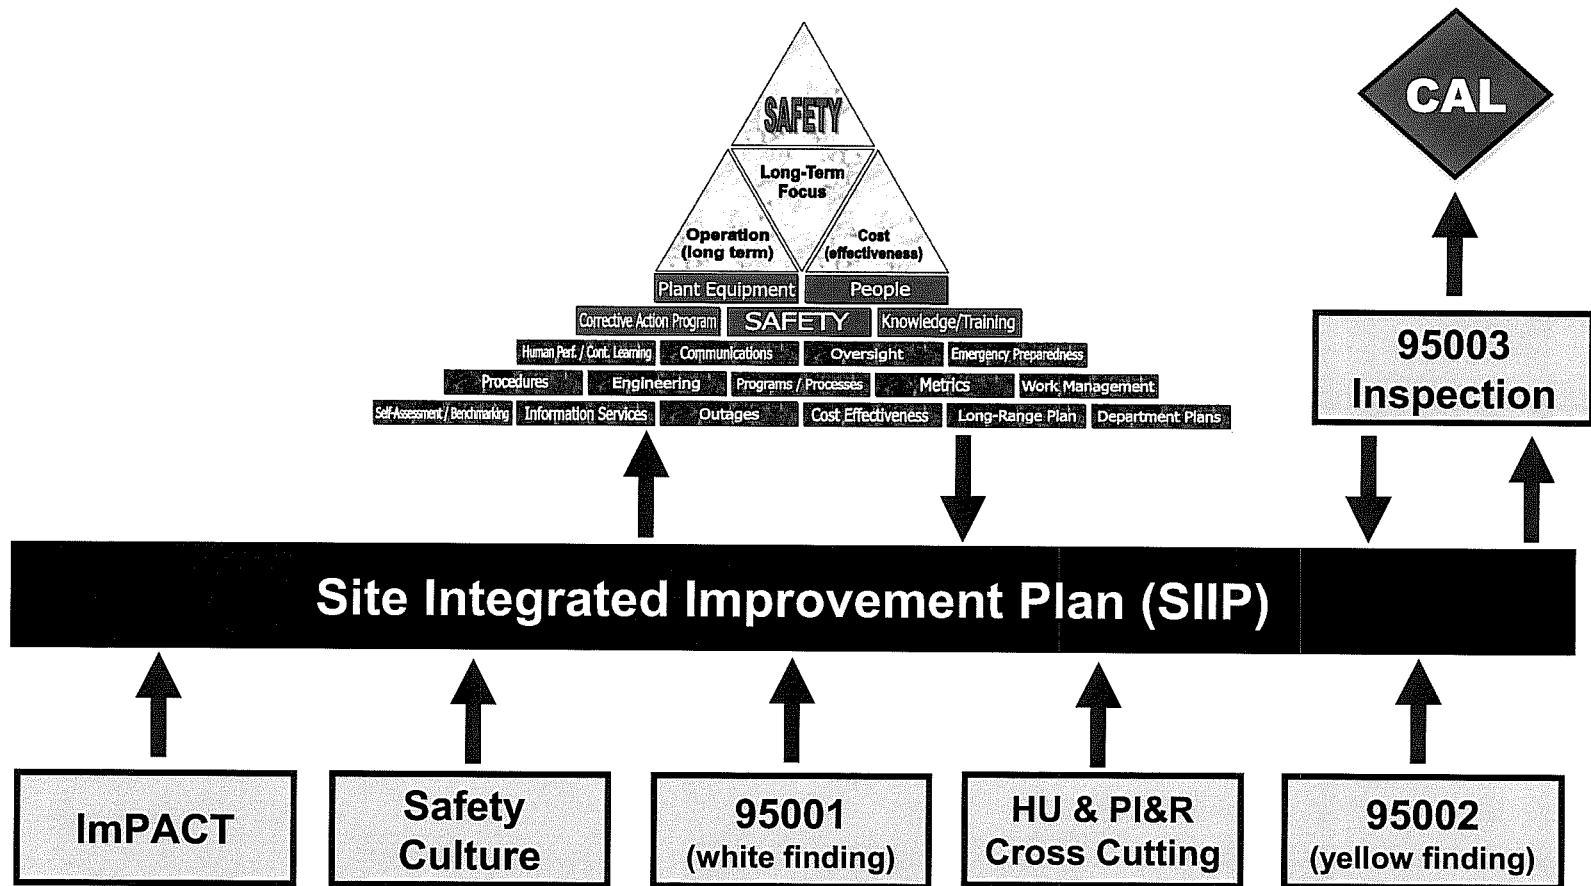 SAFETY
Long-Term
Focus
Operation
(long term)
Cost
(effectiveness)
Plant Equipment
People
Corrective Action Program
SAFETY
Knowledge/Training
Human Perf. / Cont. Learning
Communications
Oversight
Emergency Preparedness
Procedures
Engineering
Programs / Processes
Metrics
Work Management
Self-Assessment / Benchmarking
Information Services
Outages
Cost Effectiveness
Long-Range Plan
Department Plans
CAL
95003
Inspection
Site Integrated Improvement Plan (SIIP)
ImPACT
Safety
Culture
95001
(white finding)
HU & PI&R
Cross Cutting
95002
(yellow finding)